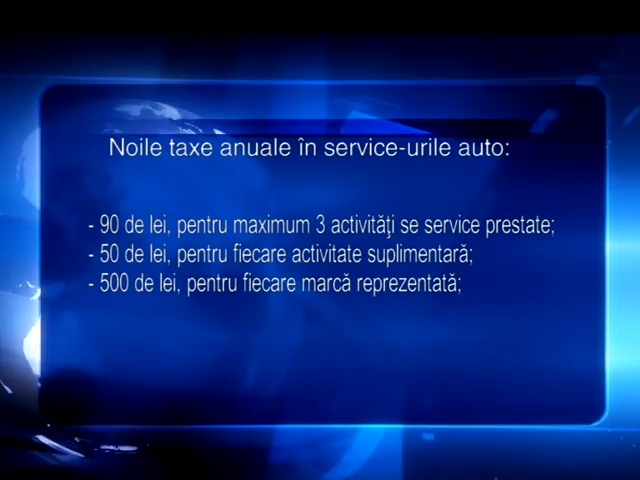 Noile taxe anuale în service-urile auto:
- 90 de lei, pentru maximum 3 activităţi se service prestate;
- 50 de lei, pentru fiecare activitate suplimentară;
- 500 de lei, pentru fiecare marcă reprezentată;